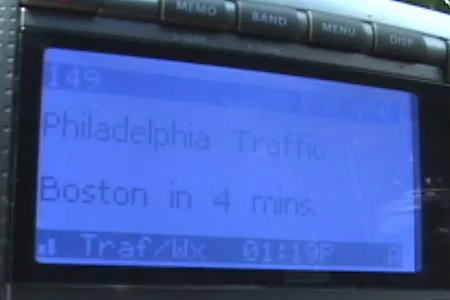 MEMO BAND MENU DISP
149
Philadelphia Traffic
Boston in 4 mins.
Traf/Wx 01:19P